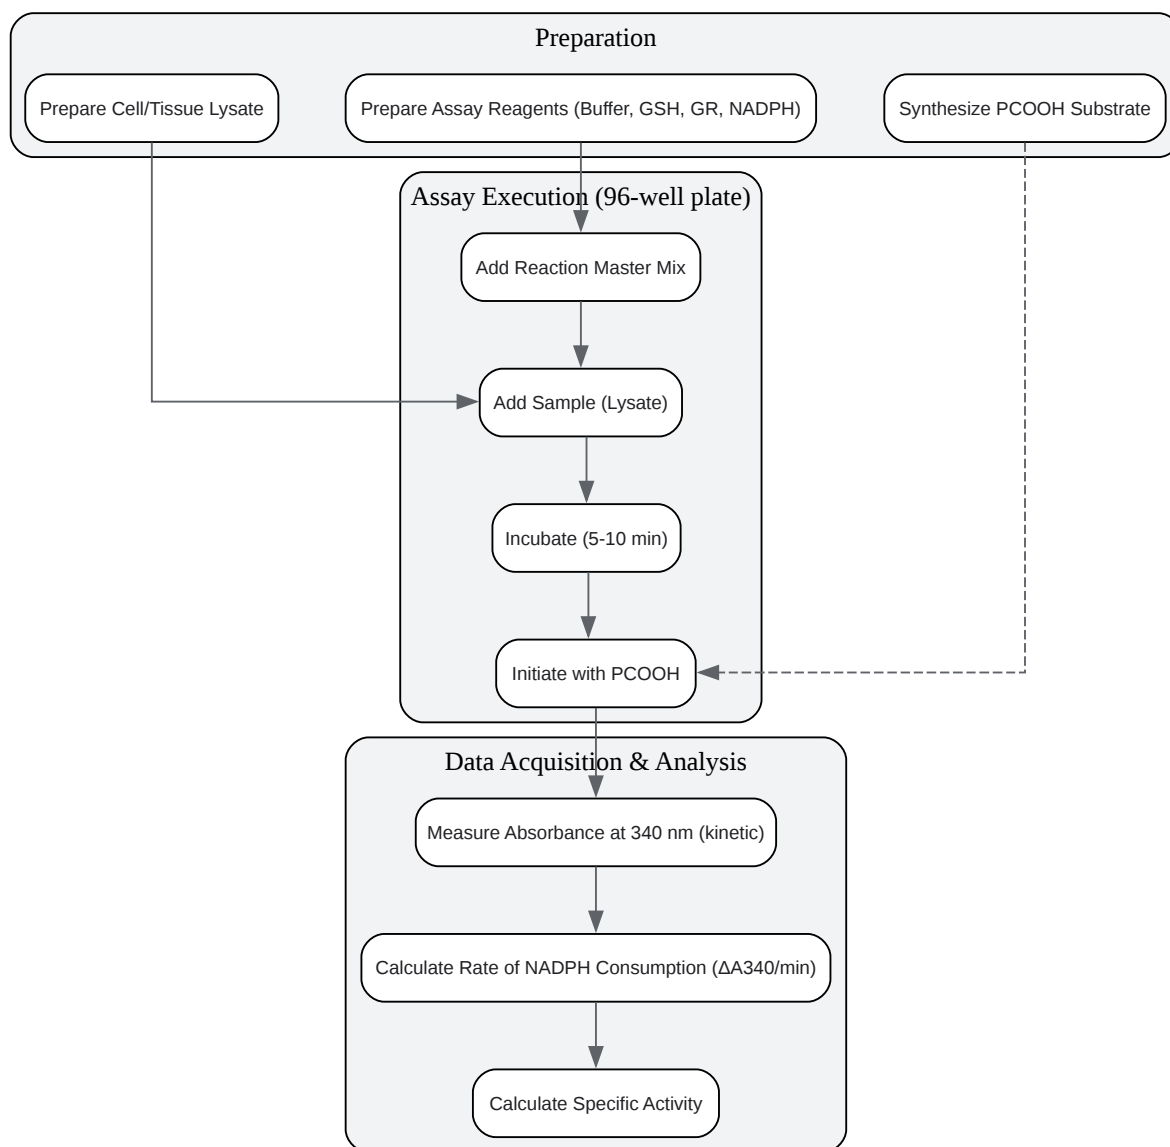 Preparation
Prepare Cell/Tissue Lysate
Prepare Assay Reagents (Buffer, GSH, GR, NADPH)
Synthesize PCOOH Substrate
Assay Execution (96-well plate)
Add Reaction Master Mix
Add Sample (Lysate)
Incubate (5-10 min)
Initiate with PCOOH
Data Acquisition & Analysis
Measure Absorbance at 340 nm (kinetic)
Calculate Rate of NADPH Consumption (ΔA340/min)
Calculate Specific Activity